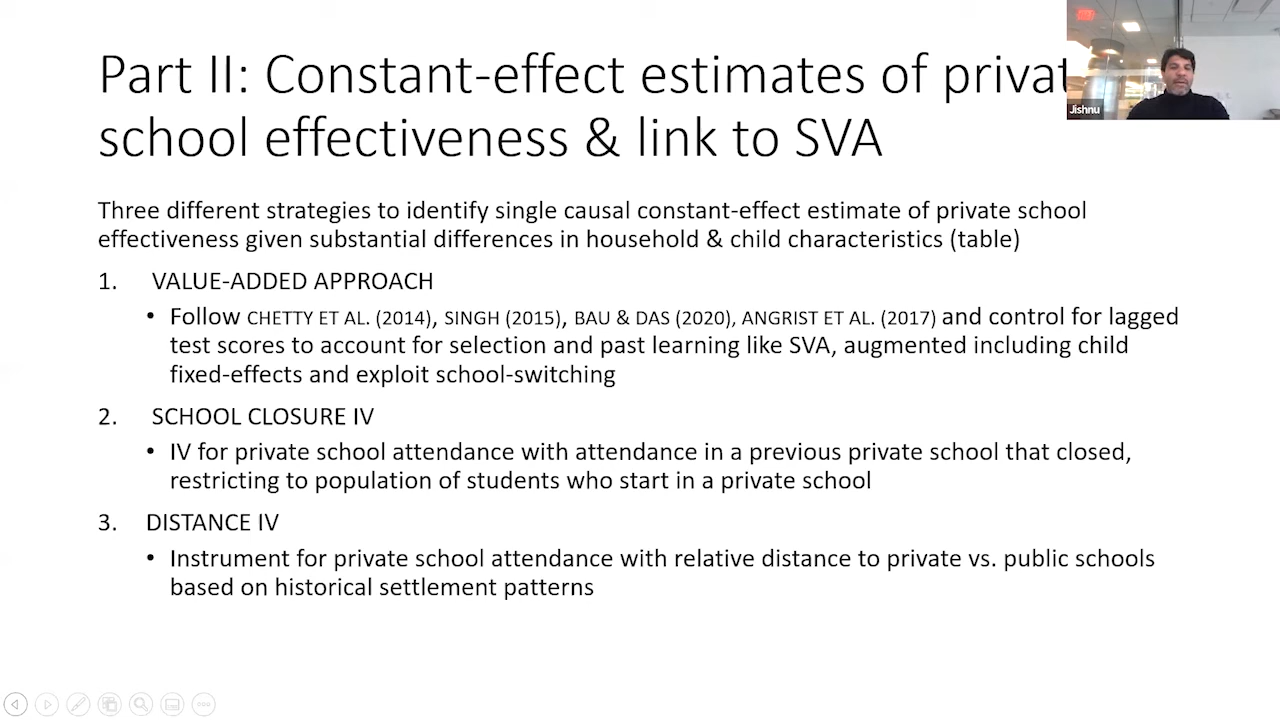 Part II: Constant-effect estimates of privat
school effectiveness & link to SVA
Jishnu
Three different strategies to identify single causal constant-effect estimate of private school
effectiveness given substantial differences in household & child characteristics (table)
1. VALUE-ADDED APPROACH
• Follow CHETTY ET AL. (2014), SINGH (2015), BAU & DAS (2020), ANGRIST ET AL. (2017) and control for lagged
test scores to account for selection and past learning like SVA, augmented including child
fixed-effects and exploit school-switching
2. SCHOOL CLOSURE IV
• IV for private school attendance with attendance in a previous private school that closed,
restricting to population of students who start in a private school
3. DISTANCE IV
• Instrument for private school attendance with relative distance to private vs. public schools
based on historical settlement patterns